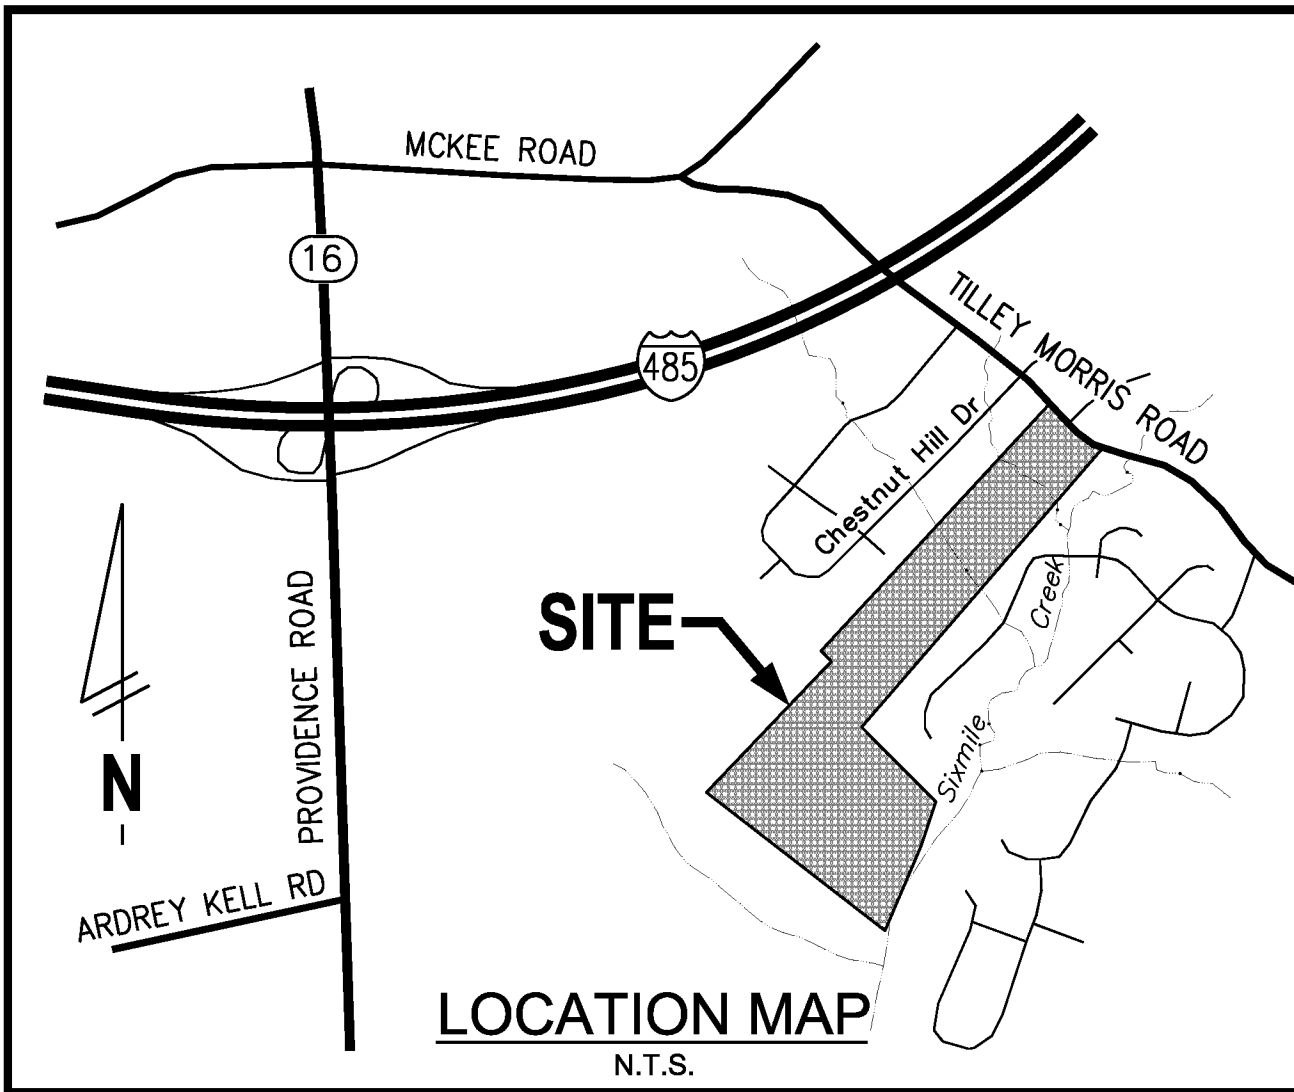 MCKEE ROAD
16
TILLEY MORRIS ROAD
485
Chestnut Hill Dr
SITE
Creek
PROVIDENCE ROAD
Sixmile
N
ARDREY KELL RD
LOCATION MAP
N.T.S.